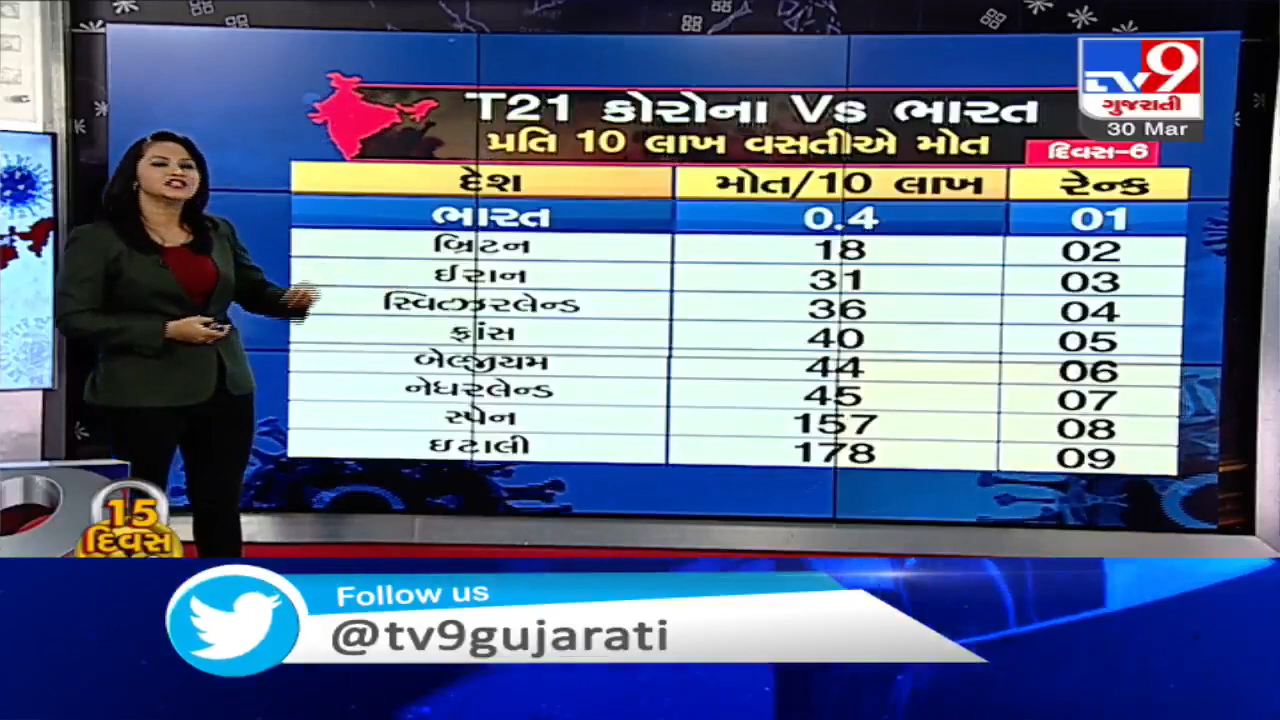 TV9
ગુજરાતી
30 Mar
T21 કોરોના Vs ભારત
પ્રતિ 10 લાખ વસતીએ મોત
દિવસ-6
દેશ મોત/10 લાખ રેન્ક
ભારત 0.4 01
બ્રિટન 18 02
ઈરાન 31 03
સ્વિત્ઝરલેન્ડ 36 04
ફ્રાંસ 40 05
બેલ્જીયમ 44 06
નેધરલેન્ડ 45 07
સ્પેન 157 08
ઇટાલી 178 09
15
દિવસ
Follow us
@tv9gujarati